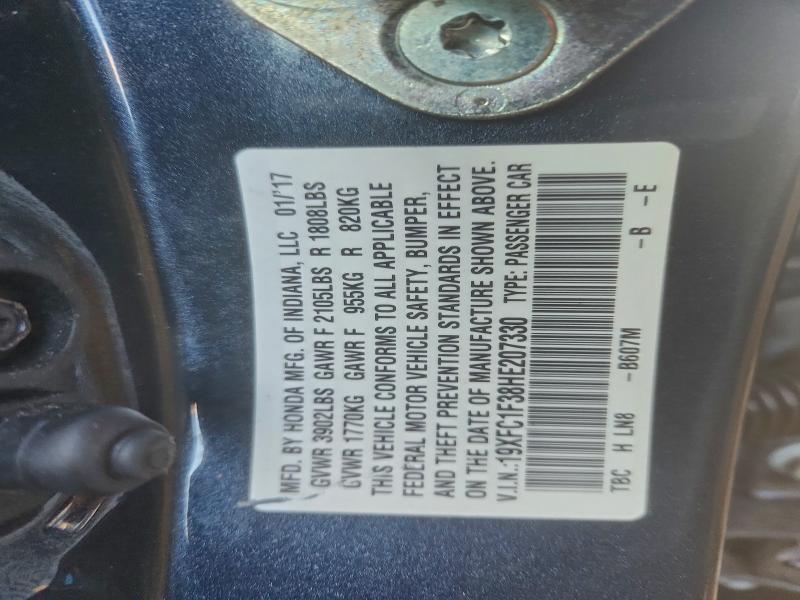 MFD. BY HONDA MFG. OF INDIANA, LLC 01/'17
GVWR 3902LBS GAWR F 2105LBS R 1808LBS
GVWR 1770KG GAWR F 955KG R 820KG
THIS VEHICLE CONFORMS TO ALL APPLICABLE
FEDERAL MOTOR VEHICLE SAFETY, BUMPER,
AND THEFT PREVENTION STANDARDS IN EFFECT
ON THE DATE OF MANUFACTURE SHOWN ABOVE.
V.I.N.:19XFC1F38HE207330 TYPE: PASSENGER CAR
TBC H LN8 -B607M -B -E